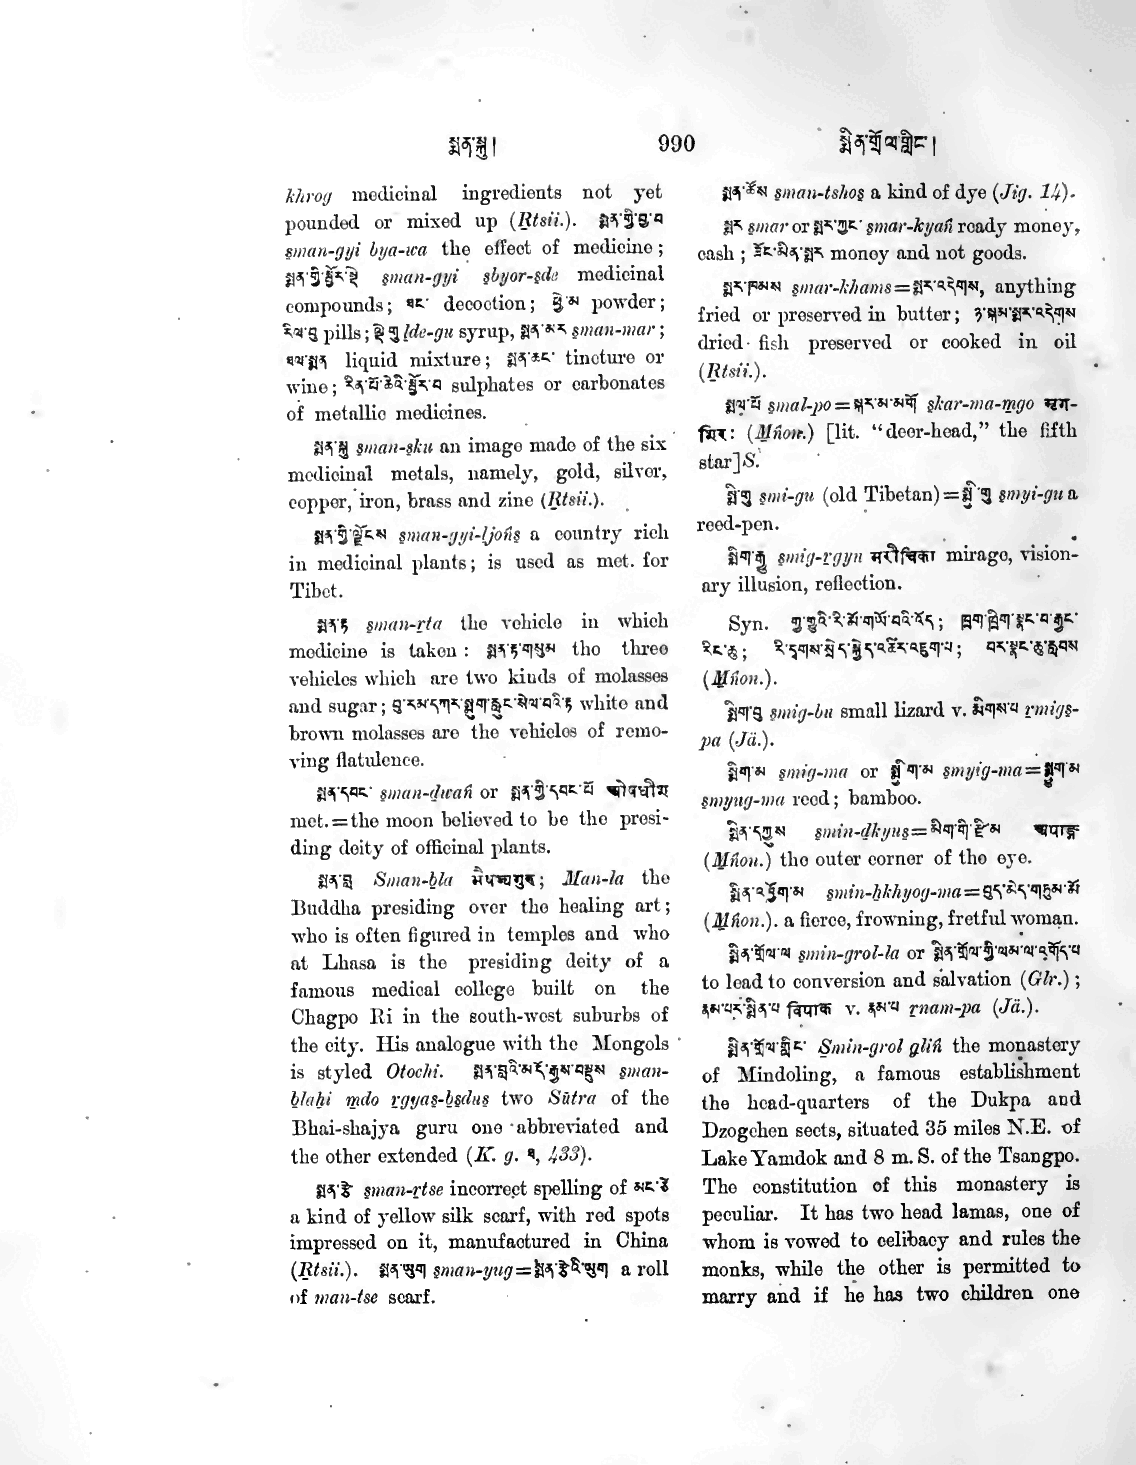 སྨན་སྐུ།
990
སྨིན་གྲོལ་གླིང་།
khrog medicinal ingredients not yet
pounded or mixed up (Rtsii.). སྨན་གྱི་བྱ་བ
sman-gyi bya-wa the effect of medicine;
སྨན་གྱི་སྦྱོར་སྡེ sman-gyi sbyor-sde medicinal
compounds; ཐང་ decoction; ཕྱེ་མ powder;
རིལ་བུ pills; ལྡེ་གུ lde-gu syrup, སྨན་མར sman-mar;
ཐལ་སྨན liquid mixture; སྨན་ཆང་ tincture or
wine; རིན་པོ་ཆེའི་སྦྱོར་བ sulphates or carbonates
of metallic medicines.
སྨན་སྐུ sman-sku an image made of the six
medicinal metals, namely, gold, silver,
copper, iron, brass and zinc (Rtsii.).
སྨན་གྱི་ལྗོངས sman-gyi-ljoṅs a country rich
in medicinal plants; is used as met. for
Tibet.
སྨན་རྟ sman-rta the vehicle in which
medicine is taken: སྨན་རྟ་གསུམ the three
vehicles which are two kinds of molasses
and sugar; བུ་རམ་དཀར་སྨུག་རླུང་སེལ་བའི་རྟ white and
brown molasses are the vehicles of remo-
ving flatulence.
སྨན་དབང་ sman-dwaṅ or སྨན་གྱི་དབང་པོ ओषधीश
met.=the moon believed to be the presi-
ding deity of officinal plants.
སྨན་བླ Sman-bla भैषज्यगुरु; Man-la the
Buddha presiding over the healing art;
who is often figured in temples and who
at Lhasa is the presiding deity of a
famous medical college built on the
Chagpo Ri in the south-west suburbs of
the city. His analogue with the Mongols
is styled Otochi. སྨན་བླའི་མདོ་རྒྱས་བསྡུས sman-
blaḥi mdo rgyas-bsdus two Sūtra of the
Bhai-shajya guru one abbreviated and
the other extended (K. g. ཐ, 433).
སྨན་རྩེ sman-rtse incorrect spelling of མང་ཙེ
a kind of yellow silk scarf, with red spots
impressed on it, manufactured in China
(Rtsii.). སྨན་ཡུག sman-yug=སྨན་རྩེའི་ཡུག a roll
of man-tse scarf.
སྨན་ཚོས sman-tshos a kind of dye (Jig. 14).
སྨར smar or སྨར་ཀྱང་ smar-kyaṅ ready money,
cash; ཟོང་མིན་སྨར money and not goods.
སྨར་ཁམས smar-khams=སྨར་འདེགས, anything
fried or preserved in butter; ཉ་སྐམ་སྨར་འདེགས
dried fish preserved or cooked in oil
(Rtsii.).
སྨལ་པོ smal-po=སྐར་མ་མགོ skar-ma-mgo मृग-
शिरः (Mṅon.) [lit. “deer-head,” the fifth
star]S.
སྨི་གུ smi-gu (old Tibetan)=སྨྱི་གུ smyi-gu a
reed-pen.
སྨིག་རྒྱུ smig-rgyu मरीचिका mirage, vision-
ary illusion, reflection.
Syn. གྱ་གྱུའི་རི་མོ་གཡོ་བའི་འོད; ཁྲག་ཁྲིག་སྣང་བ་རྐྱང་
རིང་ཆུ; རི་དྭགས་སྲེད་སྐྱེད་འཚོར་འཇུག་པ; བར་སྣང་ཆུ་རླབས
(Mṅon.).
སྨིག་བུ smig-bu small lizard v. རྨིགས་པ rmigs-
pa (Jä.).
སྨིག་མ smig-ma or སྨྱིག་མ smyig-ma=སྨྱུག་མ
smyug-ma reed; bamboo.
སྨིན་དཀྱུས smin-dkyus=མིག་གི་རྫི་མ अपाङ्ग
(Mṅon.) the outer corner of the eye.
སྨིན་འཁྱོག་མ smin-ḥkhyog-ma=བུད་མེད་གཏུམ་མོ
(Mṅon.). a fierce, frowning, fretful woman.
སྨིན་གྲོལ་ལ smin-grol-la or སྨིན་གྲོལ་གྱི་ལམ་ལ་འགོད་པ
to lead to conversion and salvation (Glr.);
རྣམ་པར་སྨིན་པ विपाक v. རྣམ་པ rnam-pa (Jä.).
སྨིན་གྲོལ་གླིང་ Smin-grol gliṅ the monastery
of Mindoling, a famous establishment
the head-quarters of the Dukpa and
Dzogchen sects, situated 35 miles N.E. of
Lake Yamdok and 8 m. S. of the Tsangpo.
The constitution of this monastery is
peculiar. It has two head lamas, one of
whom is vowed to celibacy and rules the
monks, while the other is permitted to
marry and if he has two children one